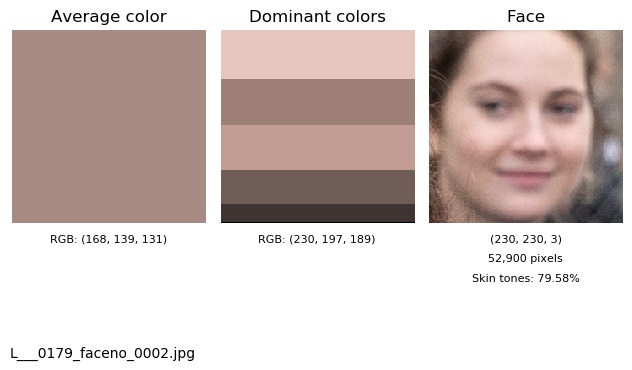 Average color
Dominant colors
Face
RGB: (168, 139, 131)
RGB: (230, 197, 189)
(230, 230, 3)
52,900 pixels
Skin tones: 79.58%
L___0179_faceno_0002.jpg